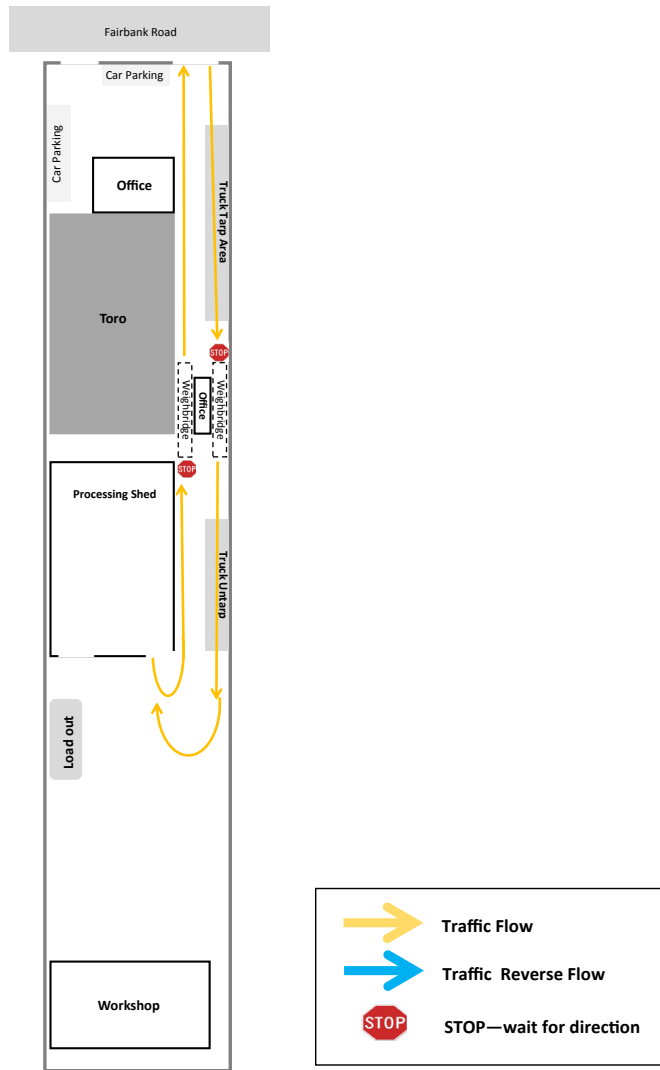 Fairbank Road
Car Parking
Car Parking
Office
Truck Tarp Area
Toro
STOP
Weighbridge
Office
Weighbridge
STOP
Processing Shed
Truck Untarp
Load out
Traffic Flow
Traffic Reverse Flow
STOP
STOP—wait for direction
Workshop